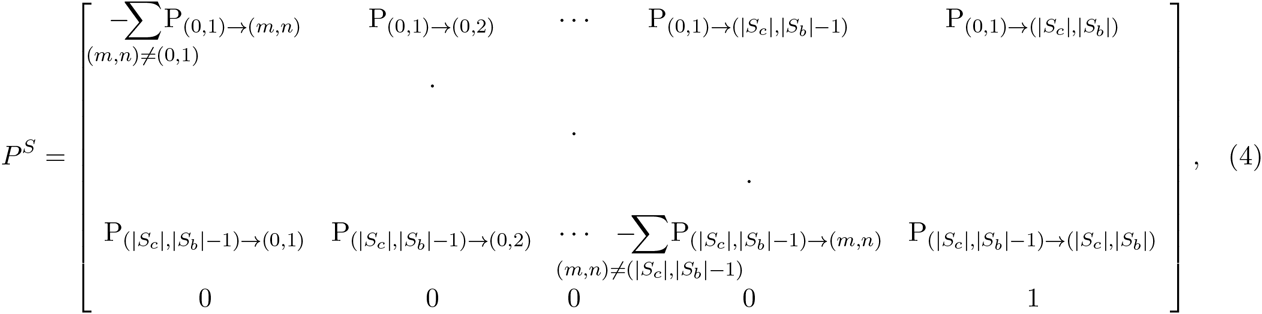 −∑P_{(0,1)→(m,n)} P_{(0,1)→(0,2)} ⋯ P_{(0,1)→(|S_c|,|S_b|−1)} P_{(0,1)→(|S_c|,|S_b|)}
(m,n)≠(0,1)
.
.
P^S = , (4)
.
P_{(|S_c|,|S_b|−1)→(0,1)} P_{(|S_c|,|S_b|−1)→(0,2)} ⋯ −∑P_{(|S_c|,|S_b|−1)→(m,n)} P_{(|S_c|,|S_b|−1)→(|S_c|,|S_b|)}
(m,n)≠(|S_c|,|S_b|−1)
0 0 0 0 1